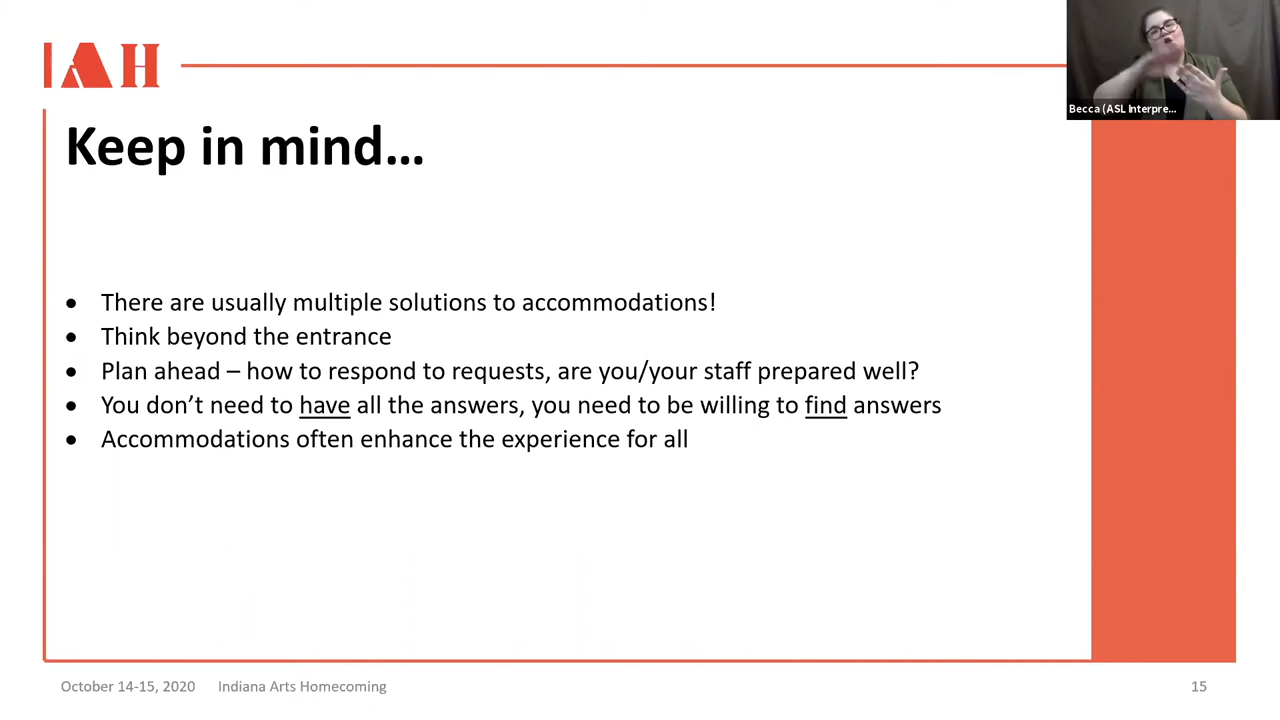 IAH
Becca (ASL Interpre...
Keep in mind...
• There are usually multiple solutions to accommodations!
• Think beyond the entrance
• Plan ahead – how to respond to requests, are you/your staff prepared well?
• You don’t need to have all the answers, you need to be willing to find answers
• Accommodations often enhance the experience for all
October 14-15, 2020 Indiana Arts Homecoming 15